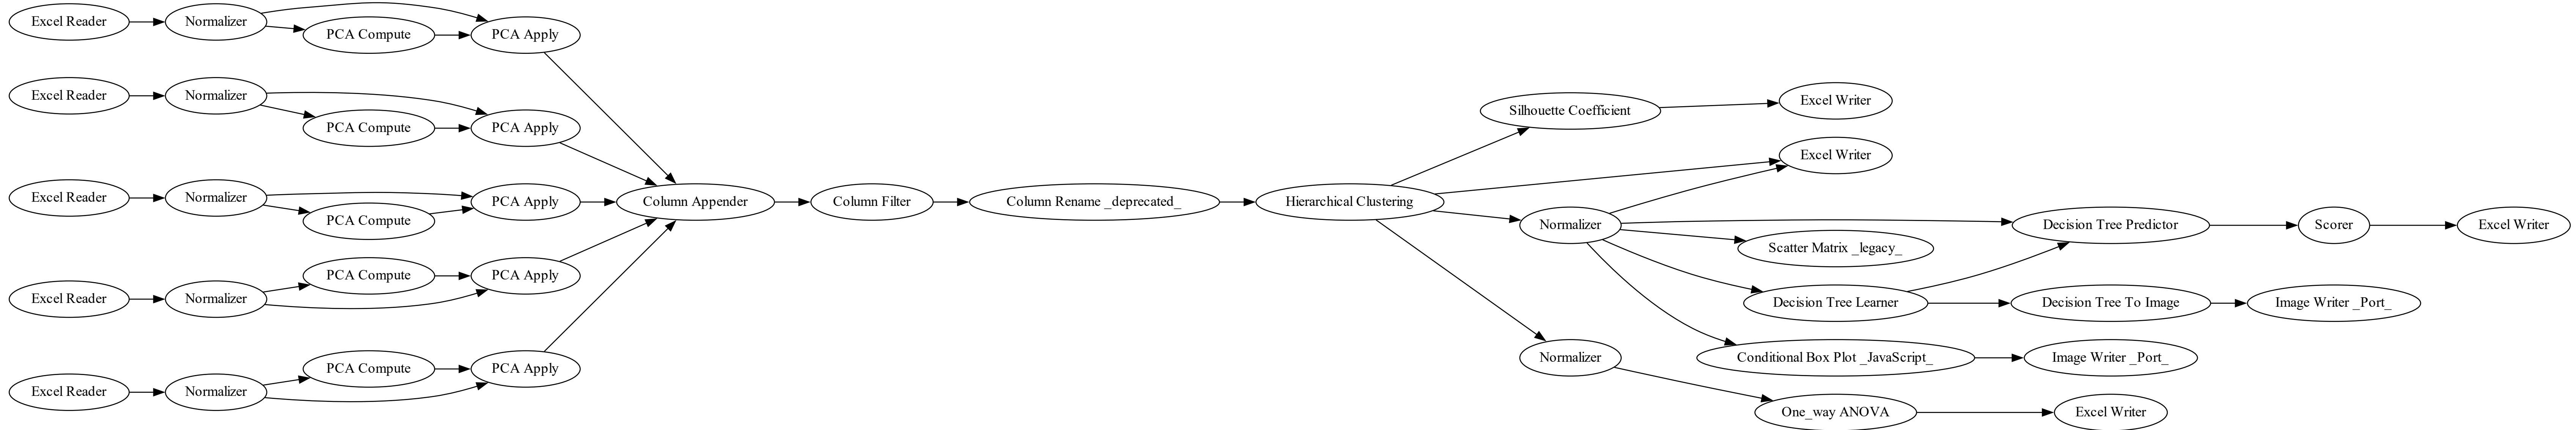 Excel Reader
Normalizer
PCA Compute
PCA Apply
Excel Reader
Normalizer
PCA Compute
PCA Apply
Excel Reader
Normalizer
PCA Compute
PCA Apply
Excel Reader
Normalizer
PCA Compute
PCA Apply
Excel Reader
Normalizer
PCA Compute
PCA Apply
Column Appender
Column Filter
Column Rename _deprecated_
Hierarchical Clustering
Silhouette Coefficient
Excel Writer
Excel Writer
Normalizer
Scatter Matrix _legacy_
Decision Tree Predictor
Scorer
Excel Writer
Decision Tree Learner
Decision Tree To Image
Image Writer _Port_
Conditional Box Plot _JavaScript_
Image Writer _Port_
Normalizer
One_way ANOVA
Excel Writer